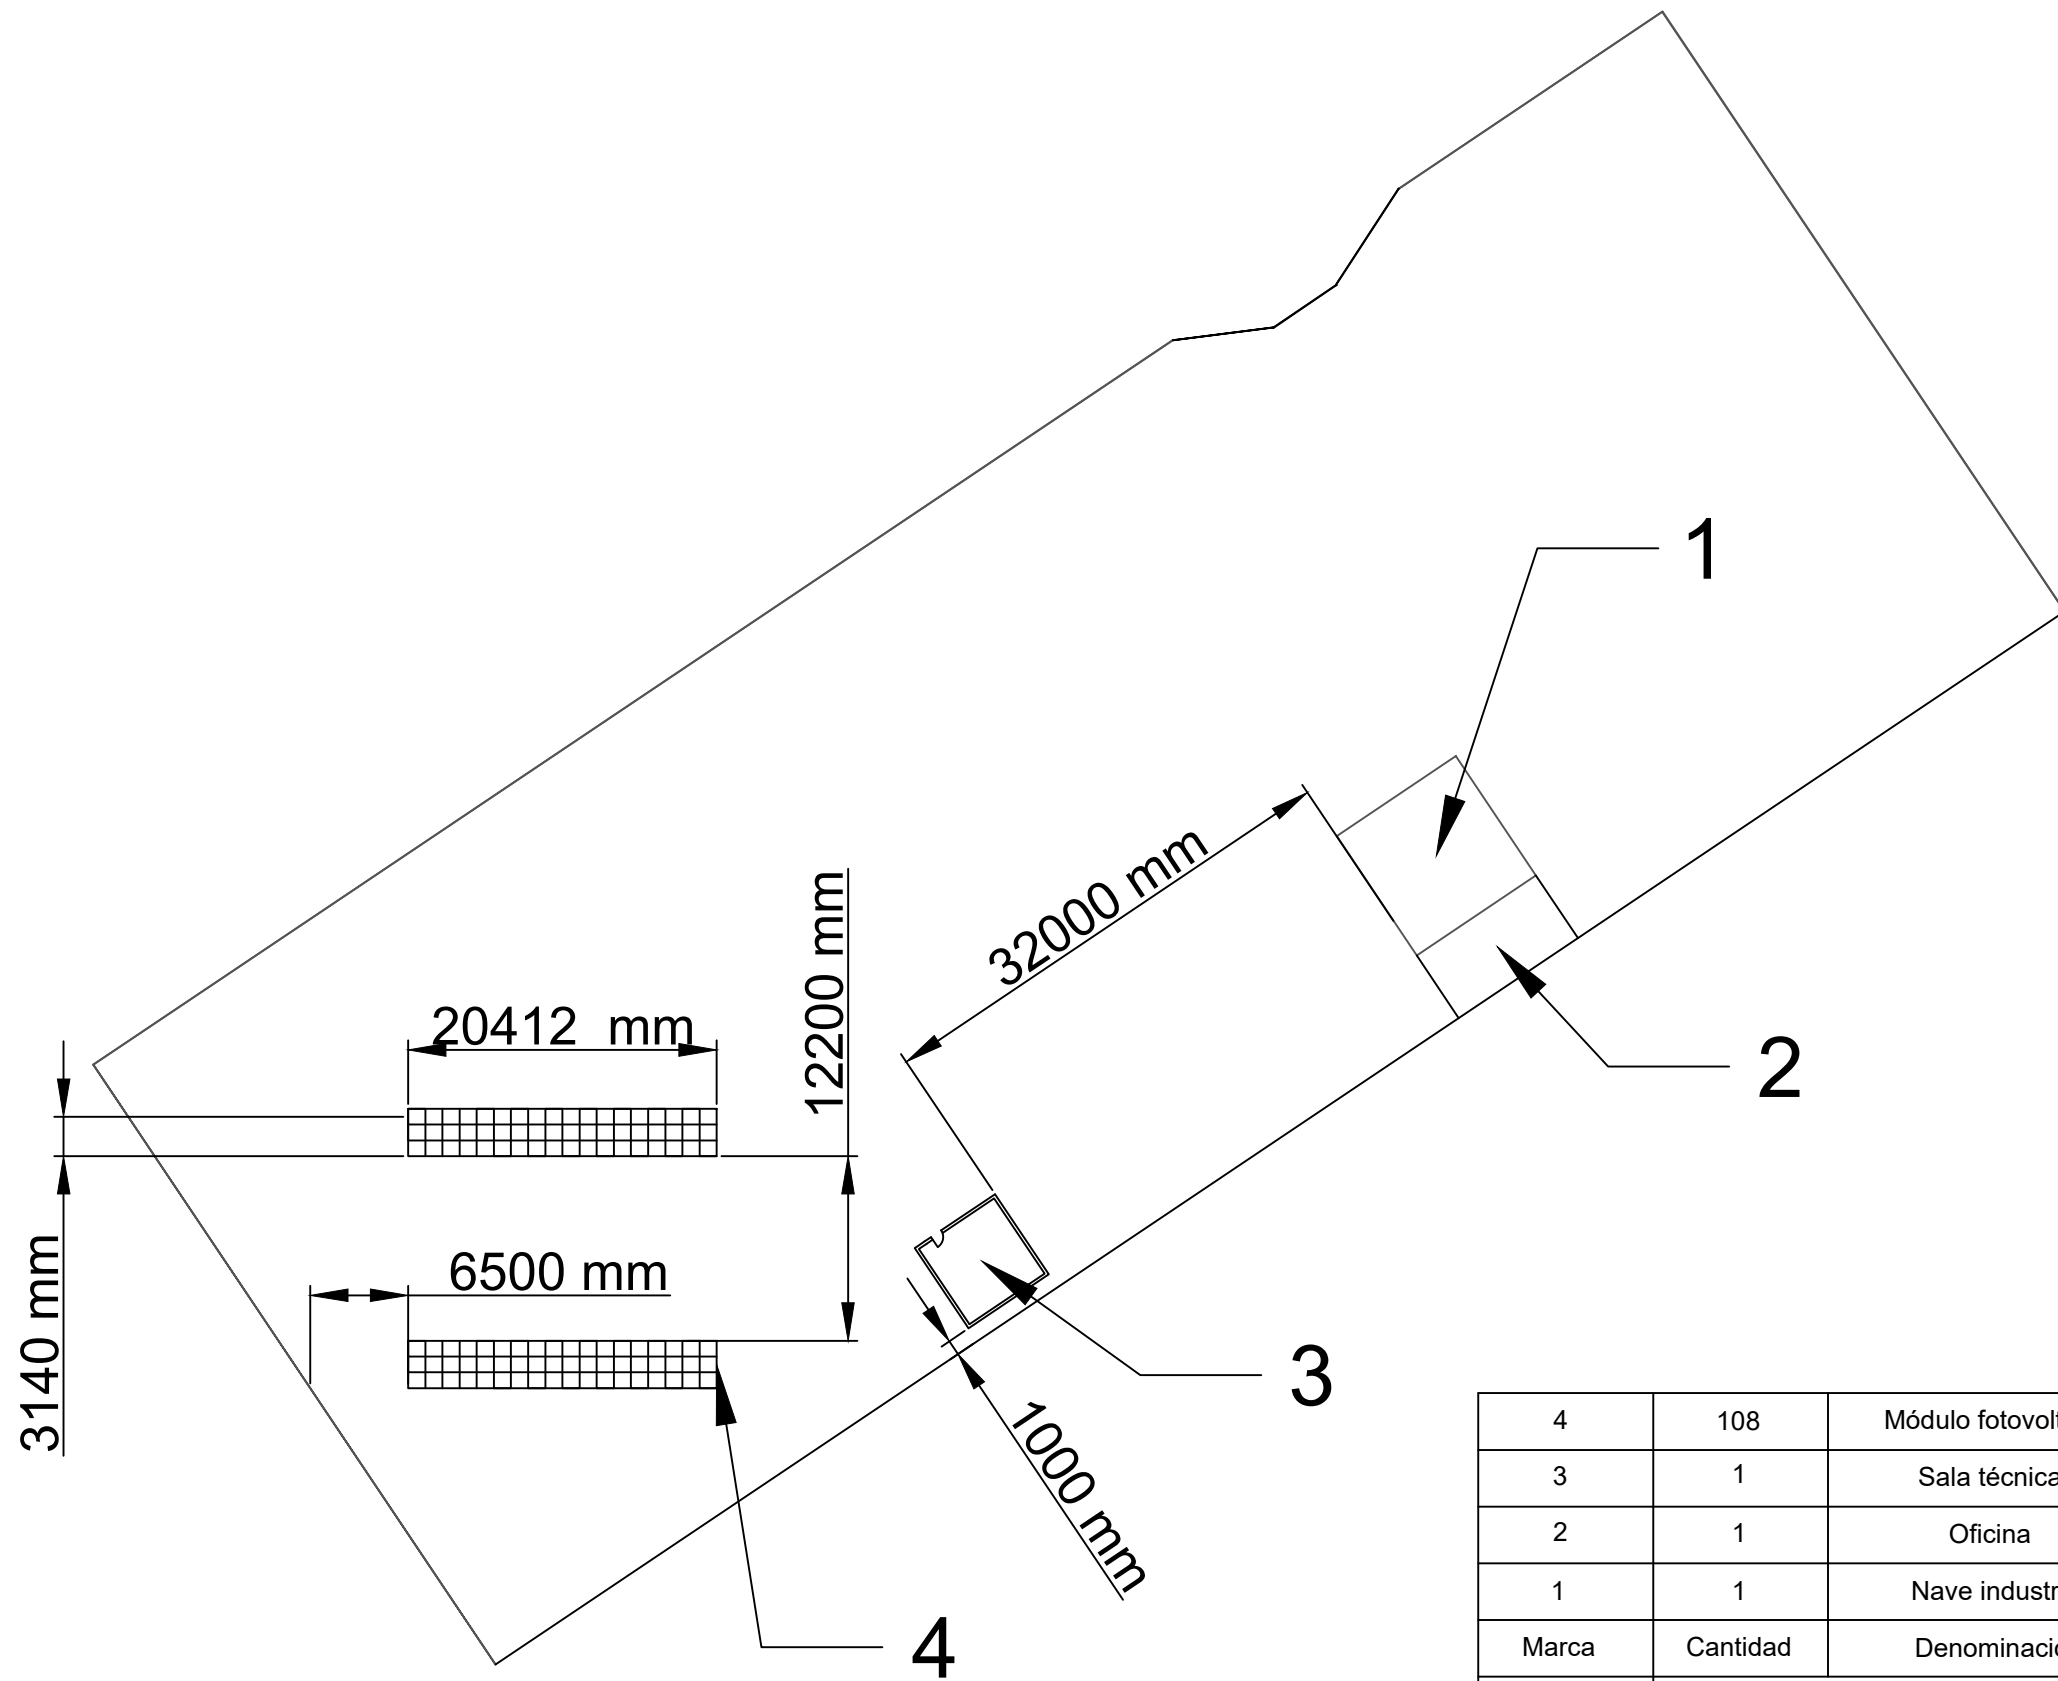 1
32000 mm
12200 mm
20412 mm
2
3140 mm
6500 mm
3
1000 mm
4
4 108 Módulo fotovolt
3 1 Sala técnica
2 1 Oficina
1 1 Nave industr
Marca Cantidad Denominaci